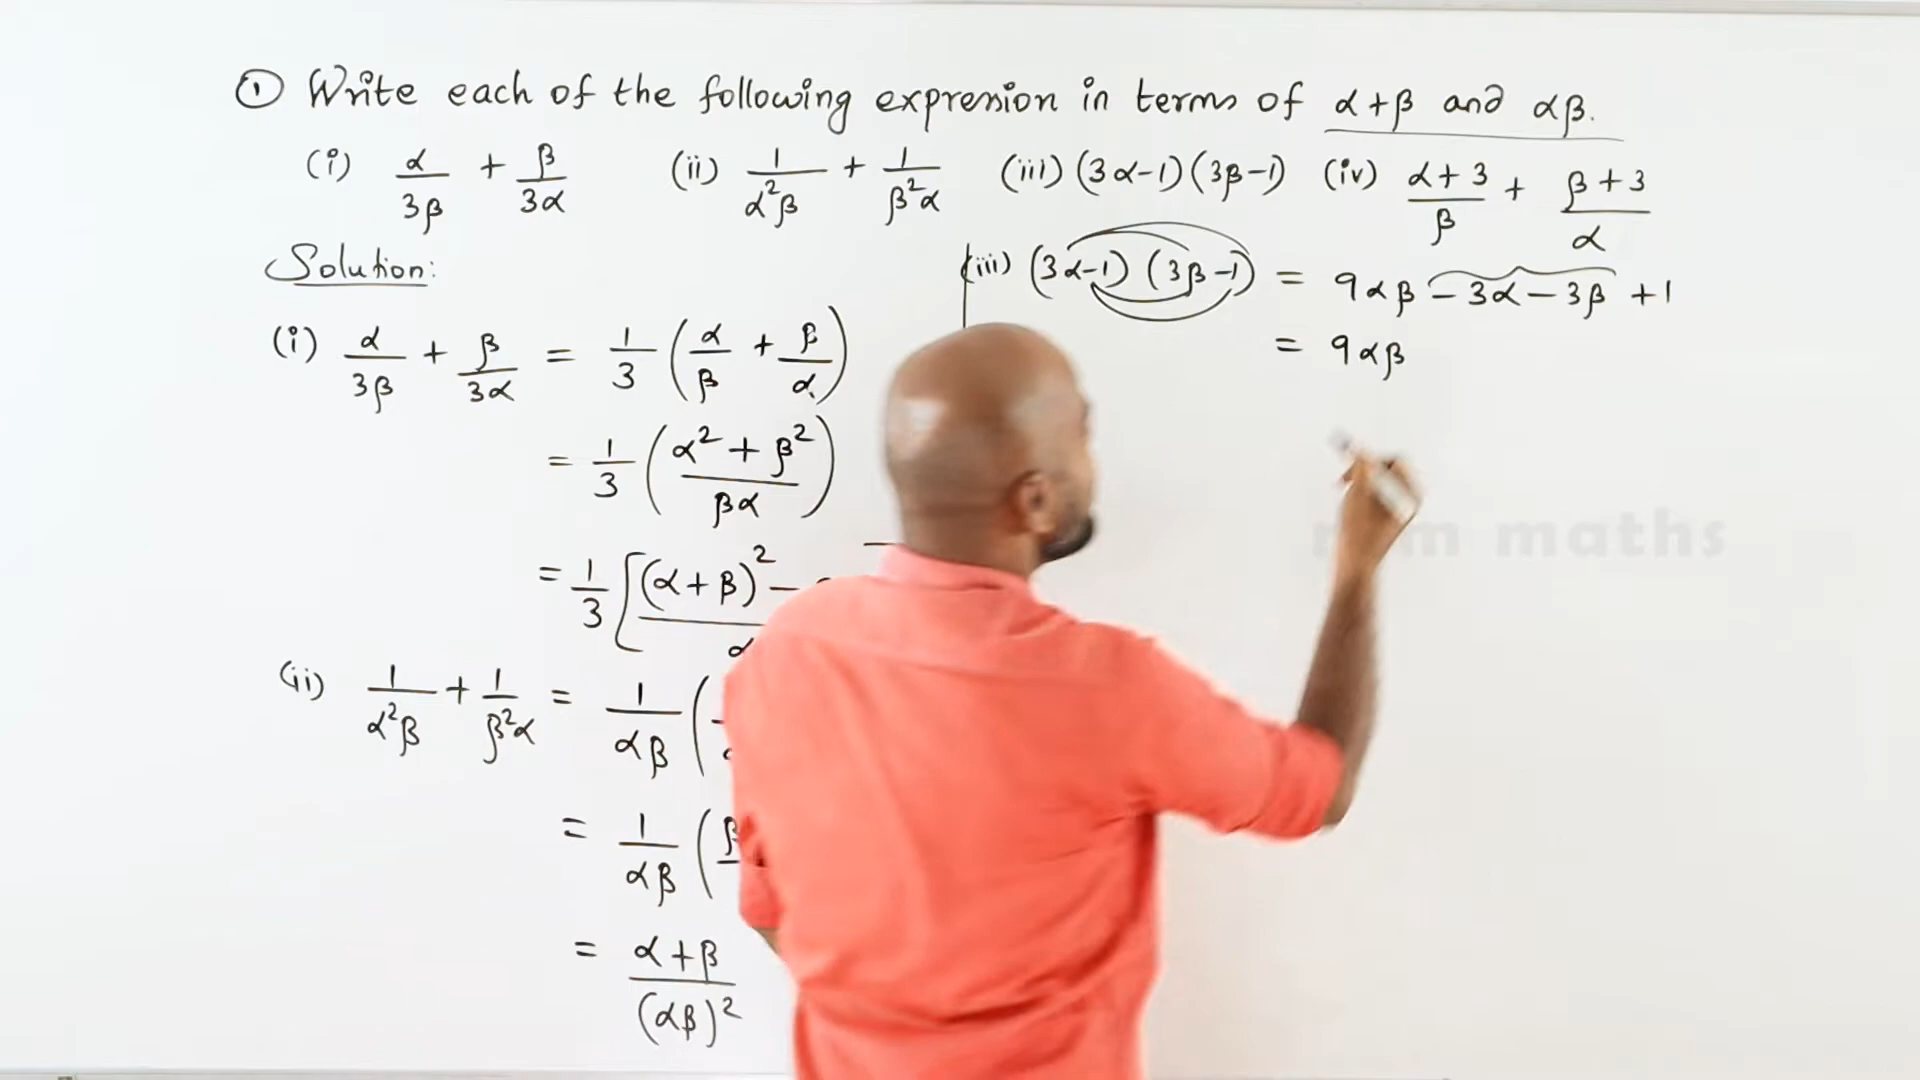 ① Write each of the following expression in terms of α+β and αβ.
(i) α/3β + β/3α (ii) 1/α²β + 1/β²α (iii) (3α-1)(3β-1) (iv) α+3/β + β+3/α
Solution:
(i) α/3β + β/3α = 1/3 (α/β + β/α)
= 1/3 (α² + β²/βα)
= 1/3 [(α+β)² -
(ii) 1/α²β + 1/β²α = 1/αβ (
= 1/αβ (
= α+β/(αβ)²
(iii) (3α-1) (3β-1) = 9αβ - 3α - 3β + 1
= 9αβ
maths